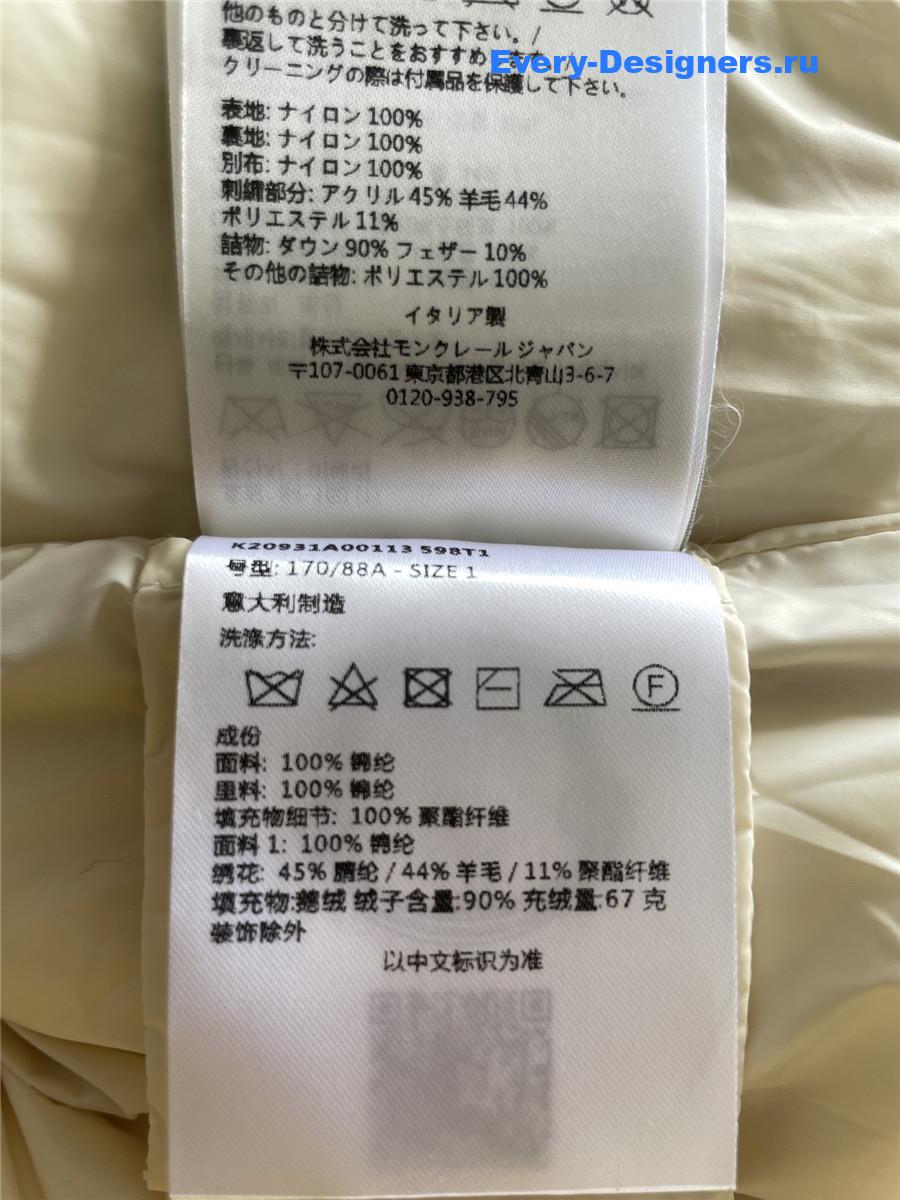 他のものと分けて洗って下さい。/
Every-Designers.ru
裏返して洗うことをおすすめ
クリーニングの際は付属品を保護して下さい。
表地: ナイロン 100%
裏地: ナイロン 100%
別布: ナイロン 100%
刺繍部分: アクリル 45% 羊毛 44%
ポリエステル 11%
詰物: ダウン 90% フェザー 10%
その他の詰物: ポリエステル 100%
イタリア製
株式会社モンクレールジャパン
〒107-0061 東京都港区北青山3-6-7
0120-938-795
K20931A00113 598T1
号型: 170/88A - SIZE 1
意大利制造
洗涤方法:
F
成份
面料: 100% 锦纶
里料: 100% 锦纶
填充物细节: 100% 聚酯纤维
面料 1: 100% 锦纶
绣花: 45% 腈纶 / 44% 羊毛 / 11% 聚酯纤维
填充物:鹅绒 绒子含量:90% 充绒量:67 克
装饰除外
以中文标识为准